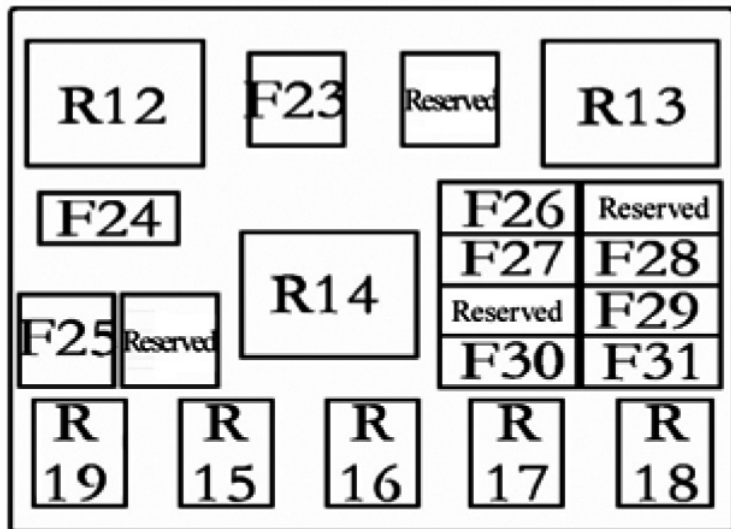 R12
F23
Reserved
R13
F24
F26
Reserved
R14
F27
F28
F25
Reserved
Reserved
F29
F30
F31
R
19
R
15
R
16
R
17
R
18